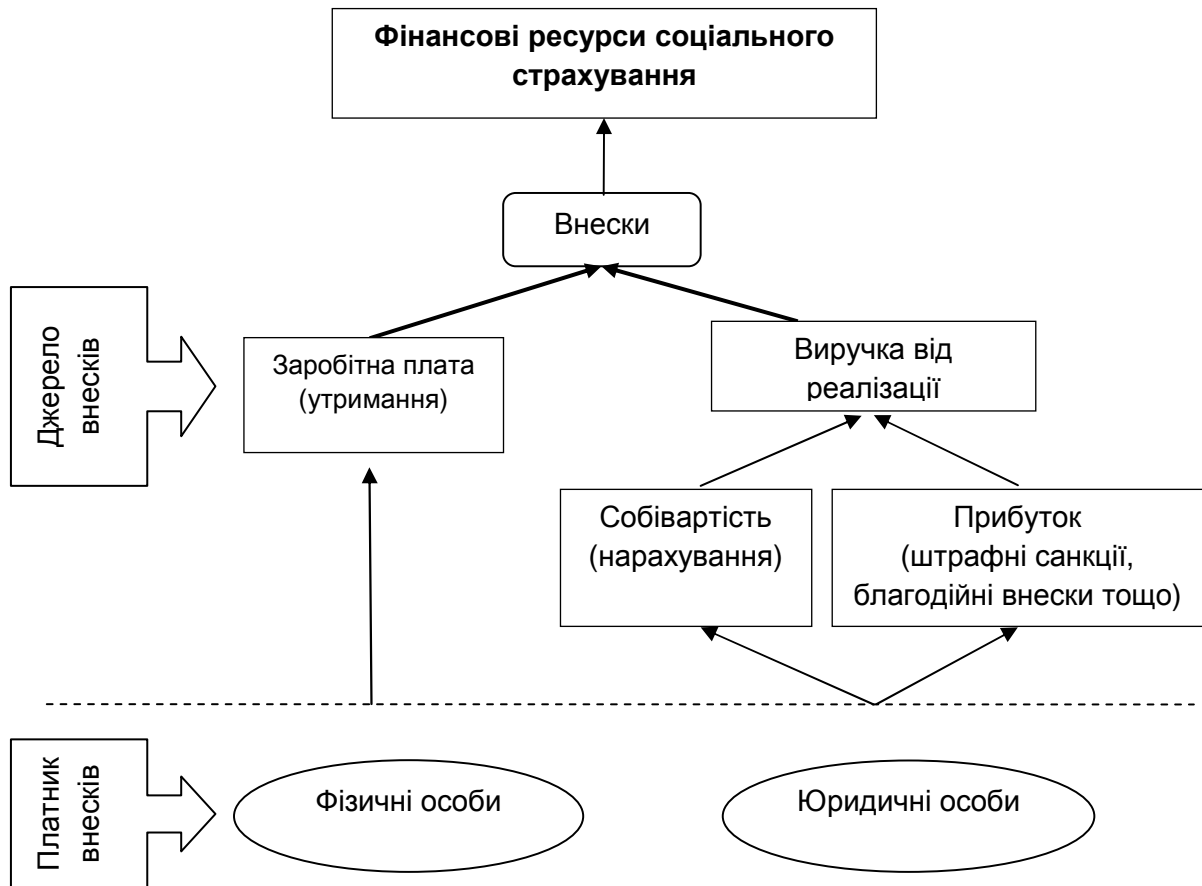 Фінансові ресурси соціального
страхування
Внески
Джерело
внесків
Заробітна плата
(утримання)
Виручка від
реалізації
Собівартість
(нарахування)
Прибуток
(штрафні санкції,
благодійні внески тощо)
Платник
внесків
Фізичні особи
Юридичні особи